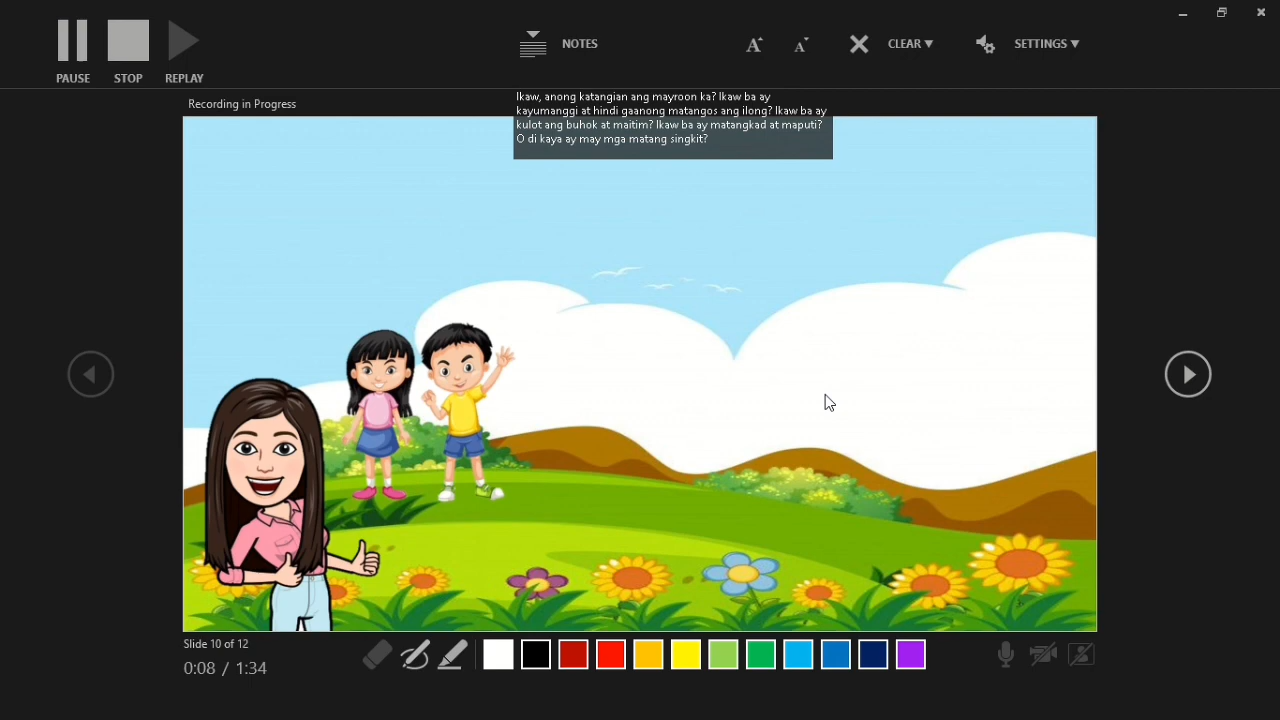 PAUSE
STOP
REPLAY
NOTES
A
A
CLEAR
SETTINGS
Recording in Progress
Ikaw, anong katangian ang mayroon ka? Ikaw ba ay
kayumanggi at hindi gaanong matangos ang ilong? Ikaw ba ay
kulot ang buhok at maitim? Ikaw ba ay matangkad at maputi?
O di kaya ay may mga matang singkit?
Slide 10 of 12
0:08 / 1:34